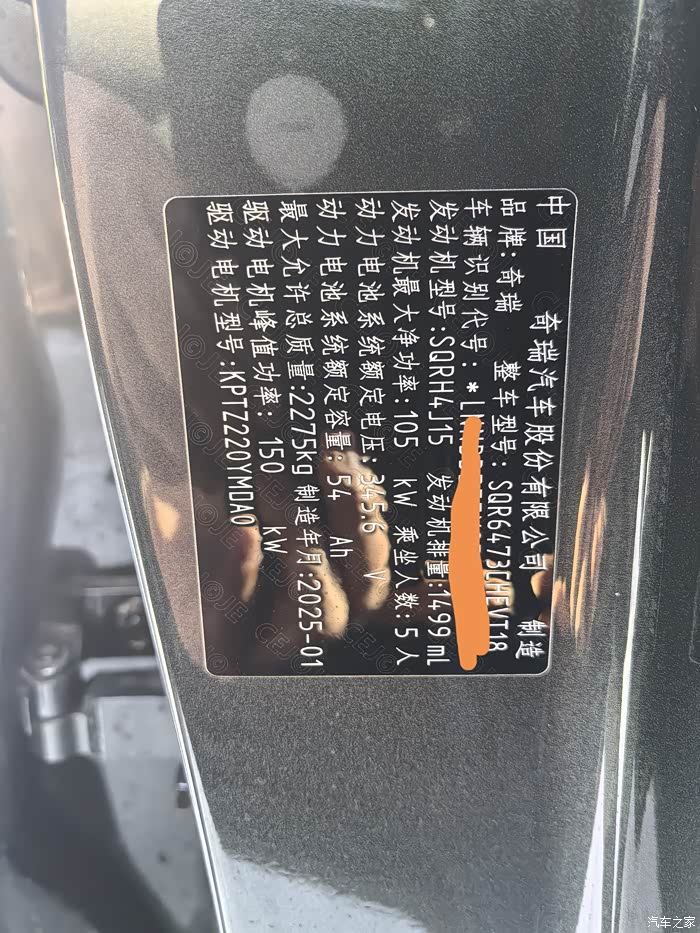 中国 奇瑞汽车股份有限公司 制造
品牌:奇瑞 整车型号:SQR6473CHEVT18
车辆识别代号:*L
发动机型号:SQRH4J15 发动机排量:1499 mL
发动机最大净功率:105 kW 乘坐人数:5人
动力电池系统额定电压:345.6 V
动力电池系统额定容量:54 Ah
最大允许总质量:2275kg 制造年月:2025-01
驱动电机峰值功率:150 kW
驱动电机型号:KPTZ220YMDA0
汽车之家